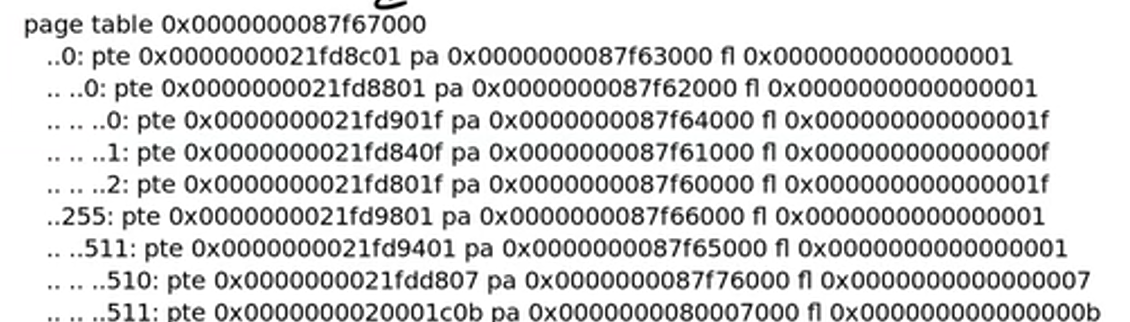 page table 0x0000000087f67000
..0: pte 0x0000000021fd8c01 pa 0x0000000087f63000 fl 0x0000000000000001
.. ..0: pte 0x0000000021fd8801 pa 0x0000000087f62000 fl 0x0000000000000001
.. .. ..0: pte 0x0000000021fd901f pa 0x0000000087f64000 fl 0x000000000000001f
.. .. ..1: pte 0x0000000021fd840f pa 0x0000000087f61000 fl 0x000000000000000f
.. .. ..2: pte 0x0000000021fd801f pa 0x0000000087f60000 fl 0x000000000000001f
..255: pte 0x0000000021fd9801 pa 0x0000000087f66000 fl 0x0000000000000001
.. ..511: pte 0x0000000021fd9401 pa 0x0000000087f65000 fl 0x0000000000000001
.. .. ..510: pte 0x0000000021fdd807 pa 0x0000000087f76000 fl 0x0000000000000007
.. .. ..511: pte 0x0000000020001c0b pa 0x0000000080007000 fl 0x000000000000000b